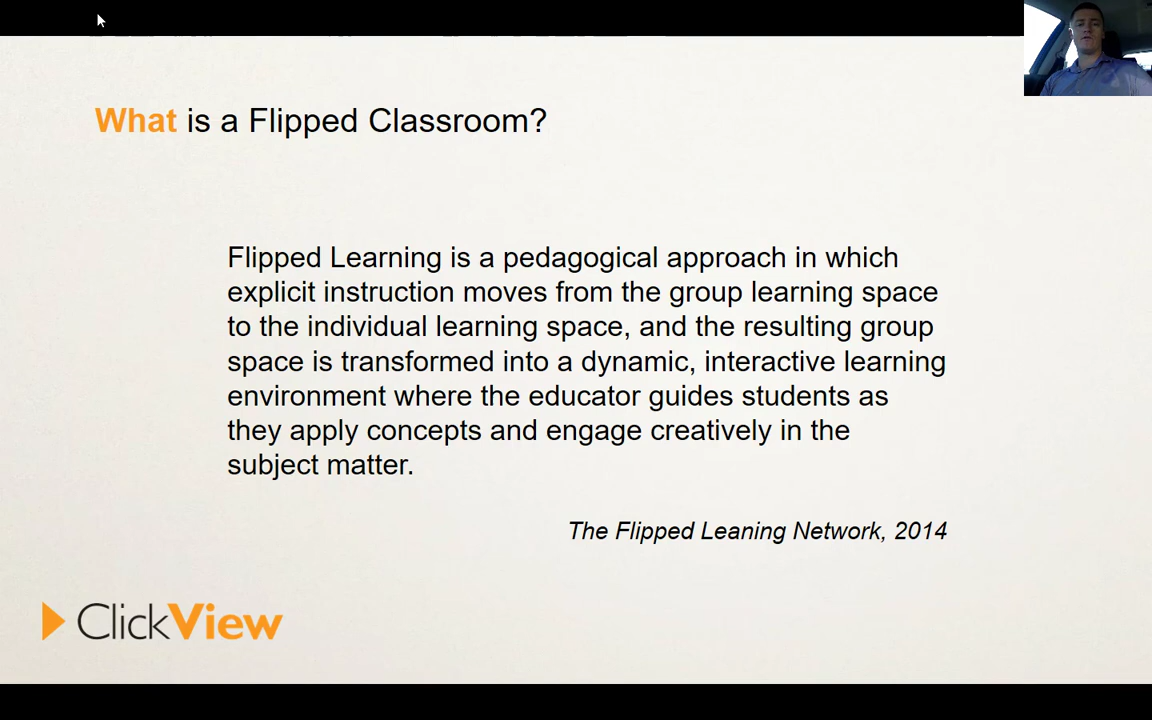 What is a Flipped Classroom?
Flipped Learning is a pedagogical approach in which
explicit instruction moves from the group learning space
to the individual learning space, and the resulting group
space is transformed into a dynamic, interactive learning
environment where the educator guides students as
they apply concepts and engage creatively in the
subject matter.
The Flipped Leaning Network, 2014
ClickView